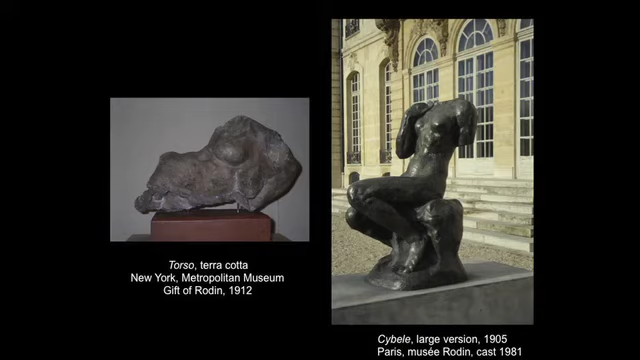 Torso, terra cotta
New York, Metropolitan Museum
Gift of Rodin, 1912
Cybele, large version, 1905
Paris, musée Rodin, cast 1981